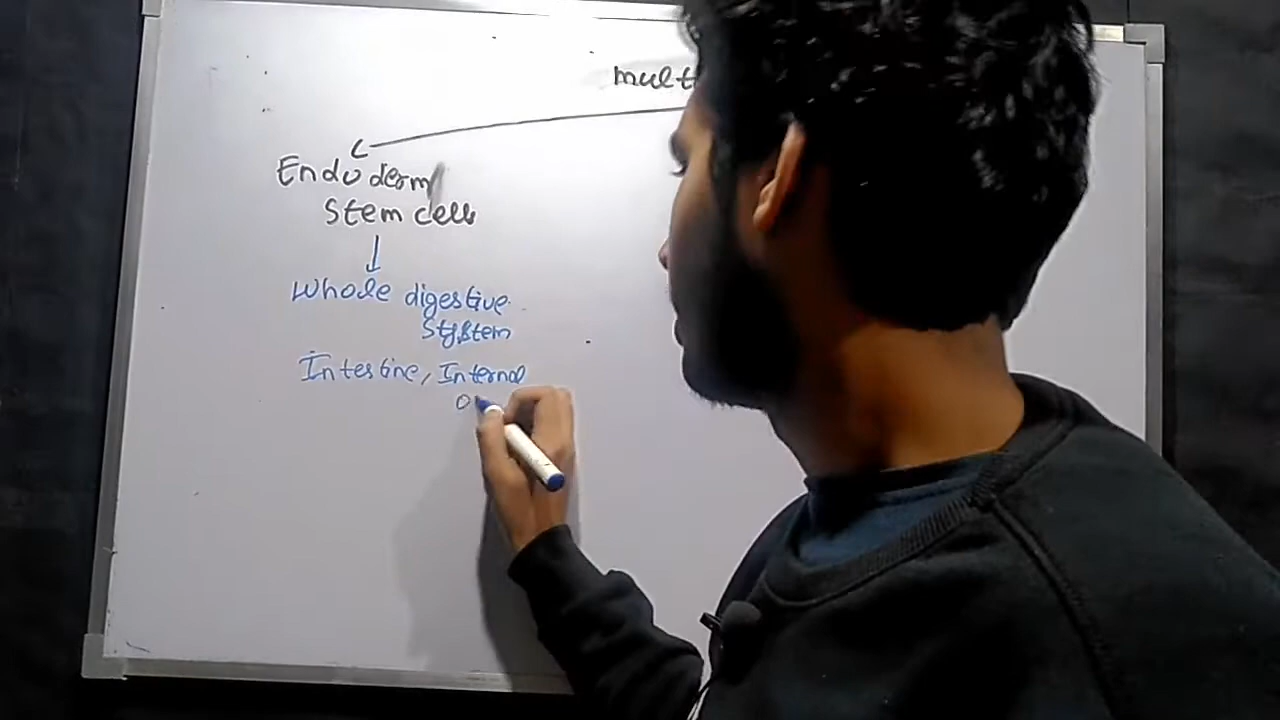 mult
Endoderm
Stem cells
Whole digestive
System
Intestine, Internal